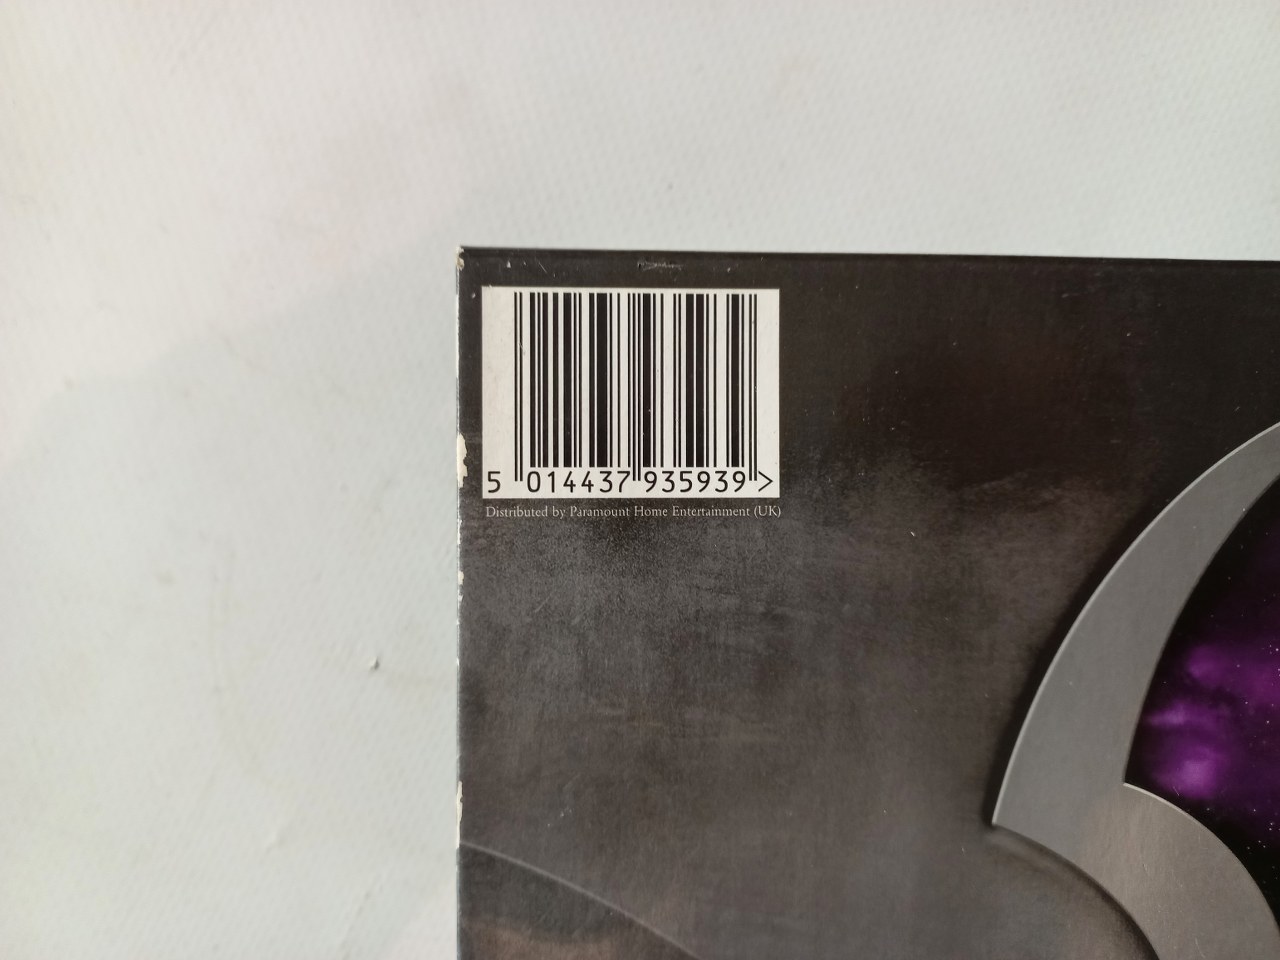 5 014437 935939 >
Distributed by Paramount Home Entertainment (UK)